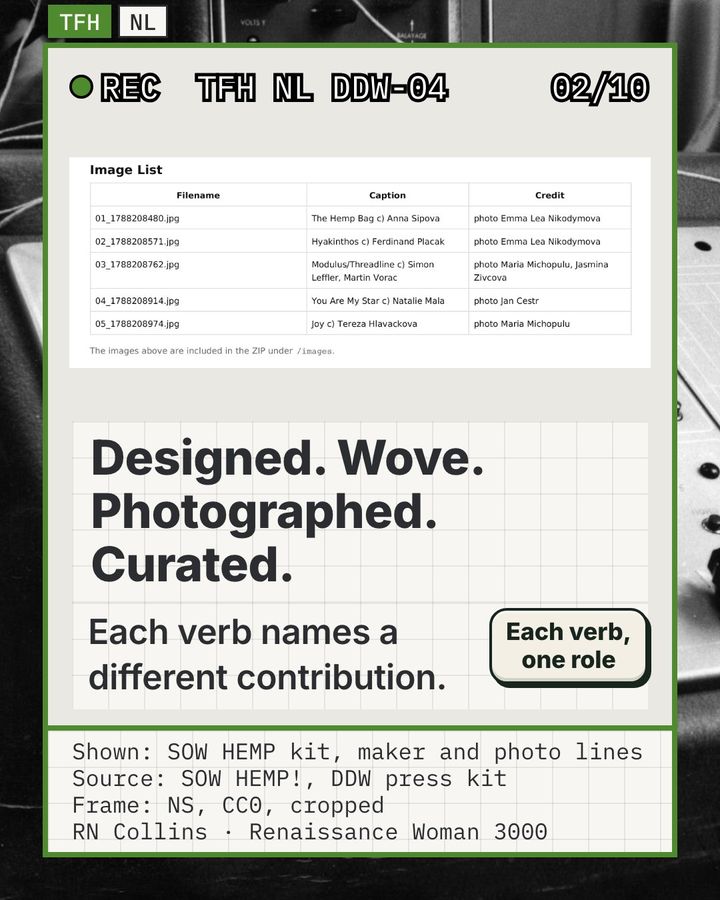 VOLTS Y
BALAYAGE
TFH NL
REC TFH NL DDW-04 02/10
Image List
Filename Caption Credit
01_1788208480.jpg The Hemp Bag c) Anna Sipova photo Emma Lea Nikodymova
02_1788208571.jpg Hyakinthos c) Ferdinand Placak photo Emma Lea Nikodymova
03_1788208762.jpg Modulus/Threadline c) Simon Leffler, Martin Vorac photo Maria Michopulu, Jasmina Zivcova
04_1788208914.jpg You Are My Star c) Natalie Mala photo Jan Cestr
05_1788208974.jpg Joy c) Tereza Hlavackova photo Maria Michopulu
The images above are included in the ZIP under /images.
Designed. Wove.
Photographed.
Curated.
Each verb names a
different contribution.
Each verb,
one role
Shown: SOW HEMP kit, maker and photo lines
Source: SOW HEMP!, DDW press kit
Frame: NS, CC0, cropped
RN Collins · Renaissance Woman 3000